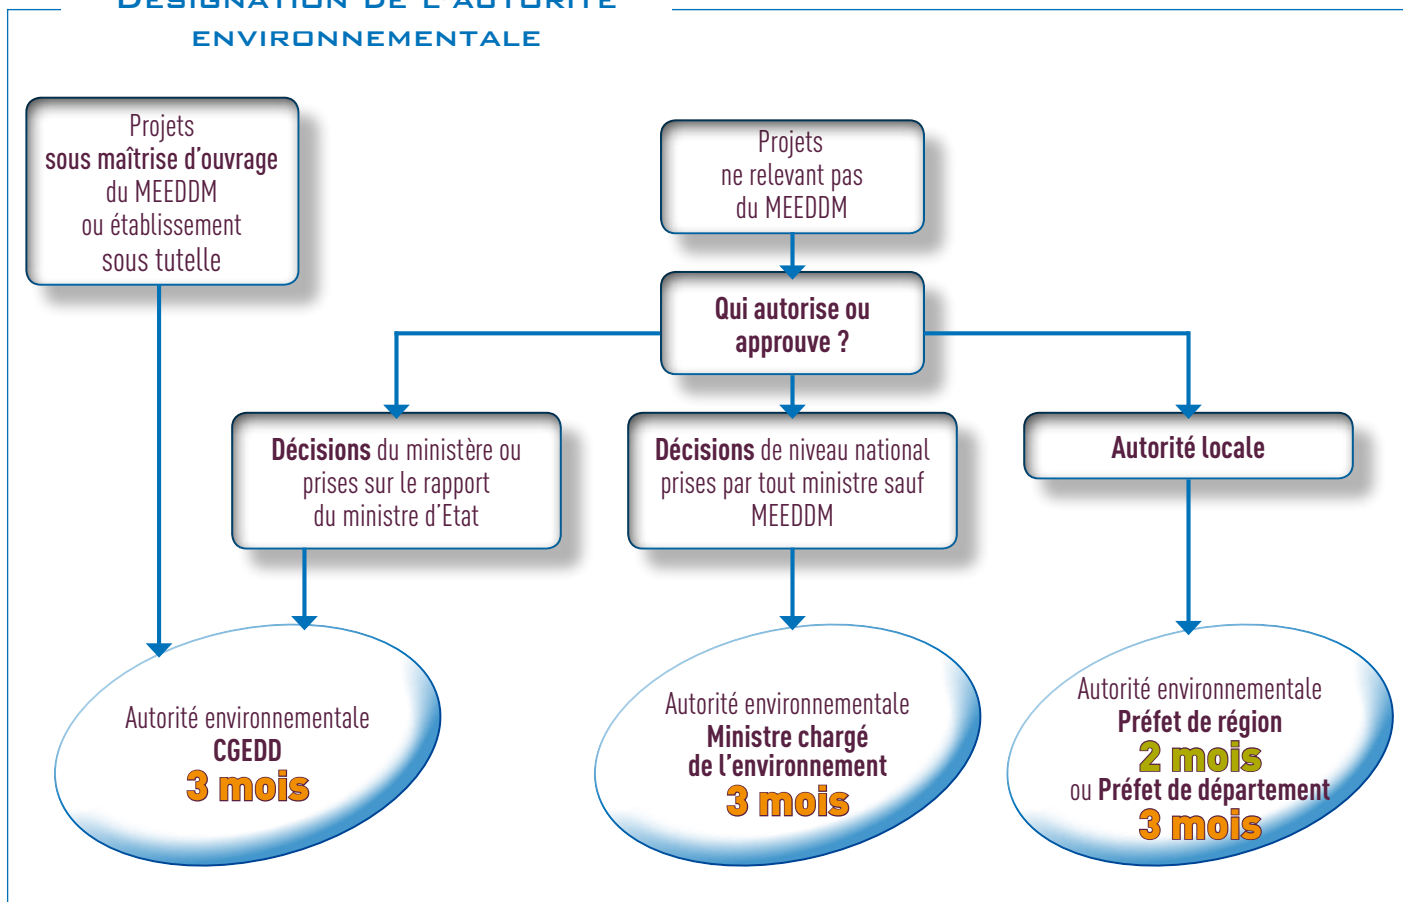 DÉSIGNATION DE L'AUTORITÉ
ENVIRONNEMENTALE
Projets
sous maîtrise d'ouvrage
du MEEDDM
ou établissement
sous tutelle
Projets
ne relevant pas
du MEEDDM
Qui autorise ou
approuve ?
Décisions du ministère ou
prises sur le rapport
du ministre d'Etat
Décisions de niveau national
prises par tout ministre sauf
MEEDDM
Autorité locale
Autorité environnementale
CGEDD
3 mois
Autorité environnementale
Ministre chargé
de l'environnement
3 mois
Autorité environnementale
Préfet de région
2 mois
ou Préfet de département
3 mois